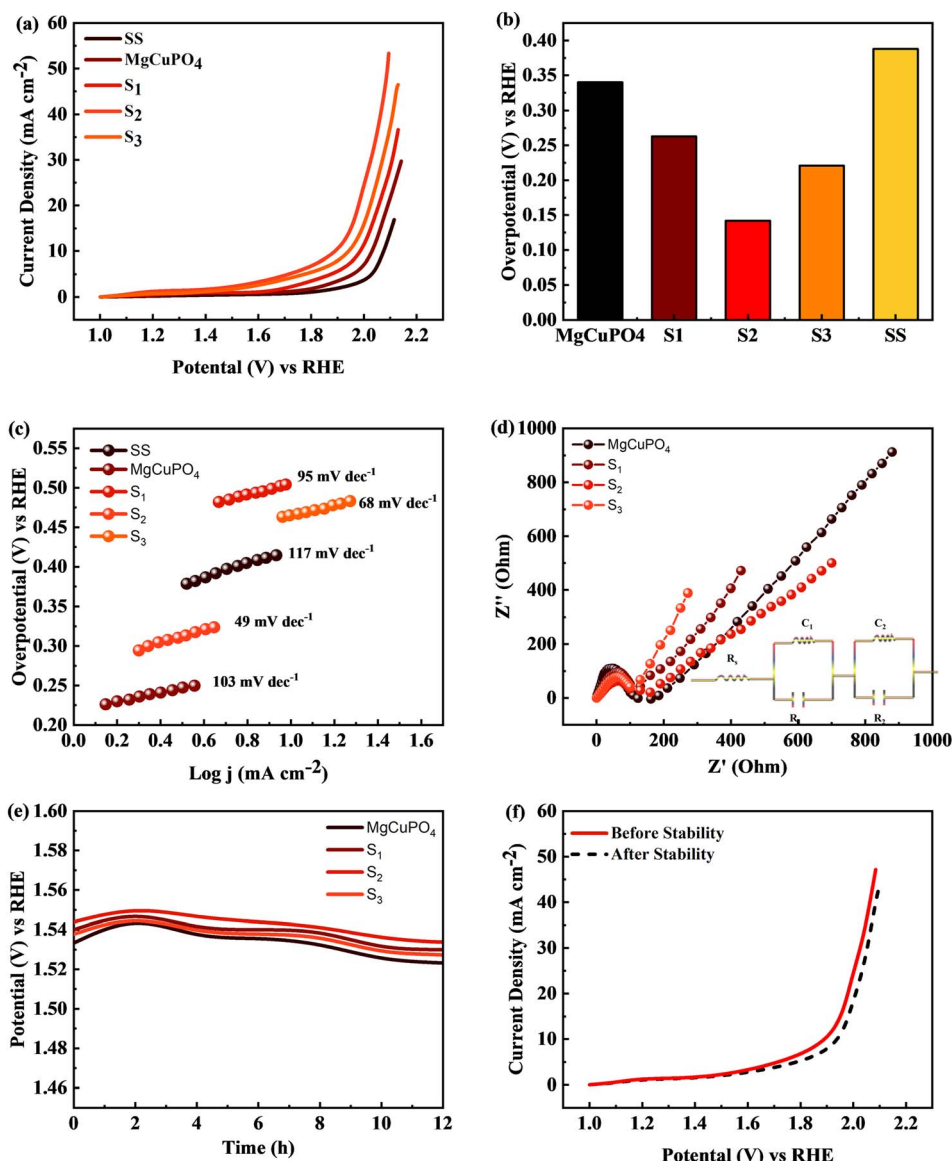 (a)
60
50
40
30
20
10
0
Current Density (mA cm-2)
SS
MgCuPO4
S1
S2
S3
1.0 1.2 1.4 1.6 1.8 2.0 2.2
Potental (V) vs RHE
(b)
0.40
0.35
0.30
0.25
0.20
0.15
0.10
0.05
0.00
Overpotential (V) vs RHE
MgCuPO4 S1 S2 S3 SS
(c)
0.55
0.50
0.45
0.40
0.35
0.30
0.25
0.20
Overpotential (V) vs RHE
SS
MgCuPO4
S1
S2
S3
95 mV dec-1
68 mV dec-1
117 mV dec-1
49 mV dec-1
103 mV dec-1
0.0 0.2 0.4 0.6 0.8 1.0 1.2 1.4 1.6
Log j (mA cm-2)
(d)
1000
800
600
400
200
0
Z'' (Ohm)
MgCuPO4
S1
S2
S3
Rs
C1
C2
R2
0 200 400 600 800 1000
Z' (Ohm)
(e)
1.60
1.58
1.56
1.54
1.52
1.50
1.48
1.46
Potential (V) vs RHE
MgCuPO4
S1
S2
S3
0 2 4 6 8 10 12
Time (h)
(f)
60
50
40
30
20
10
0
Current Density (mA cm-2)
Before Stability
After Stability
1.0 1.2 1.4 1.6 1.8 2.0 2.2
Potental (V) vs RHE